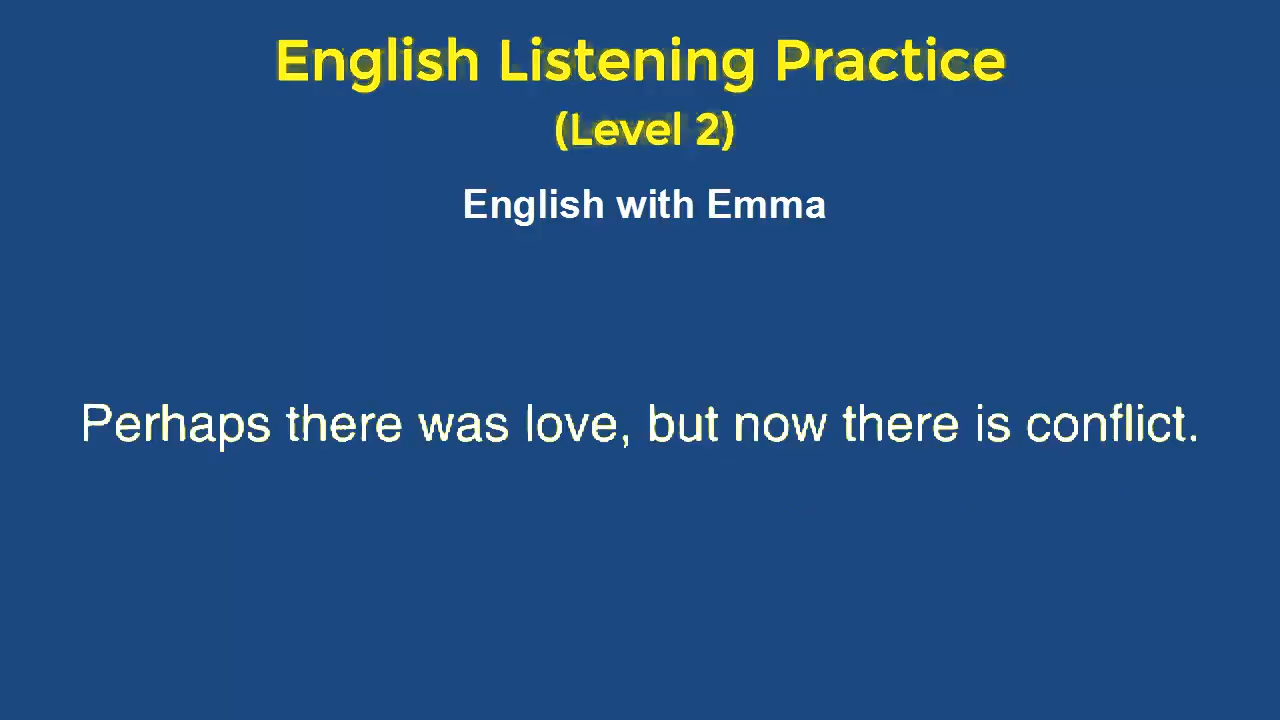 English Listening Practice
(Level 2)
English with Emma
Perhaps there was love, but now there is conflict.